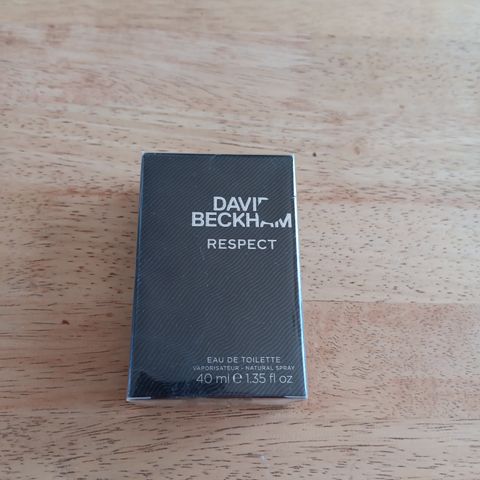 DAVID
BECKHAM
RESPECT
EAU DE TOILETTE
VAPORISATEUR - NATURAL SPRAY
40 ml ℮ 1.35 fl oz